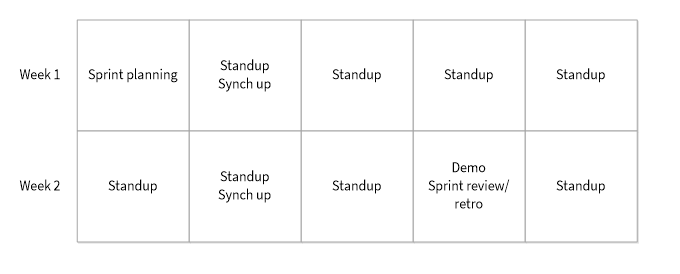 Week 1
Sprint planning
Standup
Synch up
Standup
Standup
Standup
Week 2
Standup
Standup
Synch up
Standup
Demo
Sprint review/
retro
Standup